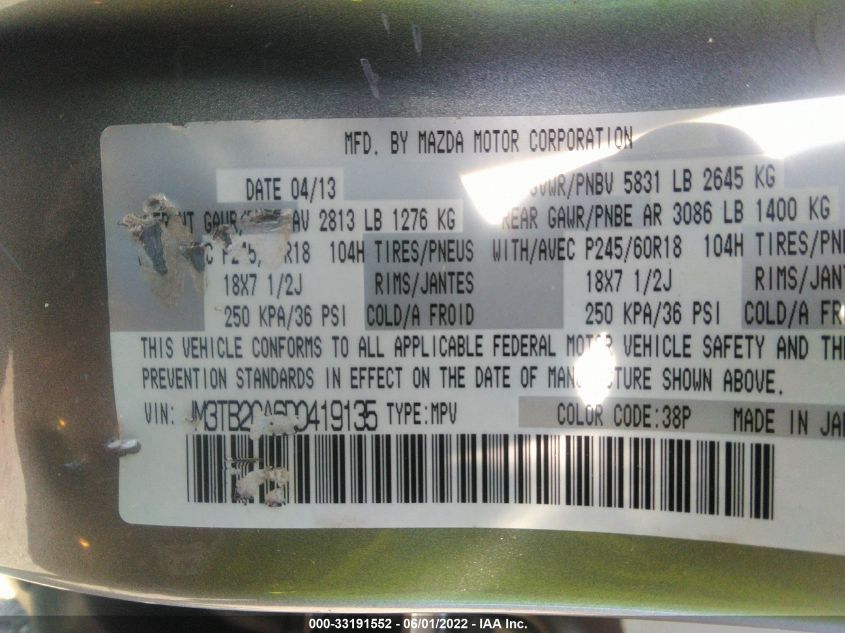 MFD. BY MAZDA MOTOR CORPORATION
DATE 04/13 GVWR/PNBV 5831 LB 2645 KG
GAWR/ AV 2813 LB 1276 KG REAR GAWR/PNBE AR 3086 LB 1400 KG
104H TIRES/PNEUS WITH/AVEC P245/60R18 104H TIRES/PN
18X7 1/2J RIMS/JANTES 18X7 1/2J RIMS/JANTE
250 KPA/36 PSI COLD/A FROID 250 KPA/36 PSI COLD/A FR
THIS VEHICLE CONFORMS TO ALL APPLICABLE FEDERAL MOTOR VEHICLE SAFETY AND THE
PREVENTION STANDARDS IN EFFECT ON THE DATE OF MANUFACTURE SHOWN ABOVE.
VIN: JM3TB2CA6D0419135 TYPE:MPV COLOR CODE:38P MADE IN JA
000-33191552 - 06/01/2022 - IAA Inc.